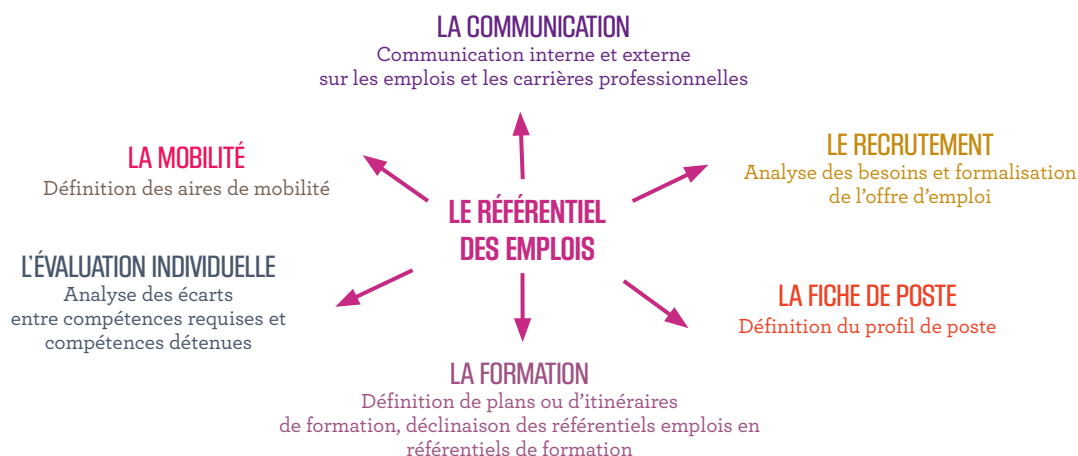 LA COMMUNICATION
Communication interne et externe
sur les emplois et les carrières professionnelles
LA MOBILITÉ
Définition des aires de mobilité
LE RECRUTEMENT
Analyse des besoins et formalisation
de l'offre d'emploi
LE RÉFÉRENTIEL
DES EMPLOIS
L'ÉVALUATION INDIVIDUELLE
Analyse des écarts
entre compétences requises et
compétences détenues
LA FICHE DE POSTE
Définition du profil de poste
LA FORMATION
Définition de plans ou d'itinéraires
de formation, déclinaison des référentiels emplois en
référentiels de formation